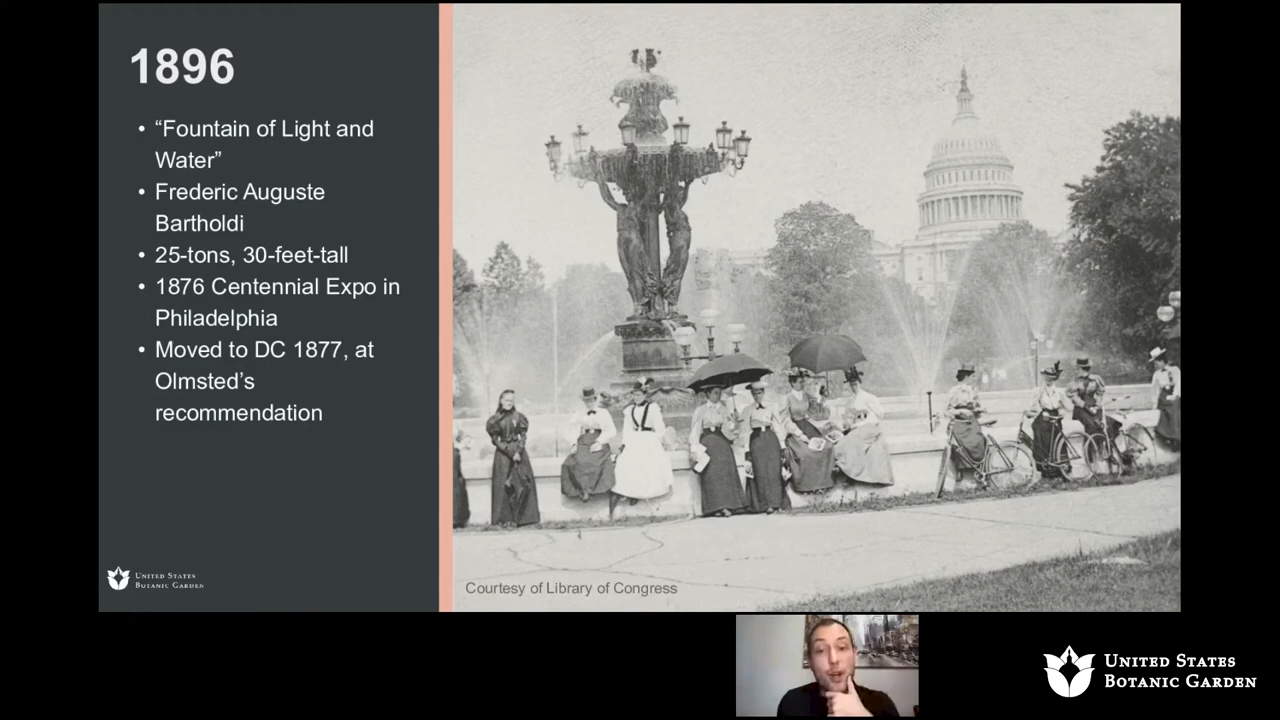 1896
• “Fountain of Light and
Water”
• Frederic Auguste
Bartholdi
• 25-tons, 30-feet-tall
• 1876 Centennial Expo in
Philadelphia
• Moved to DC 1877, at
Olmsted’s
recommendation
United States
Botanic Garden
Courtesy of Library of Congress
United States
Botanic Garden